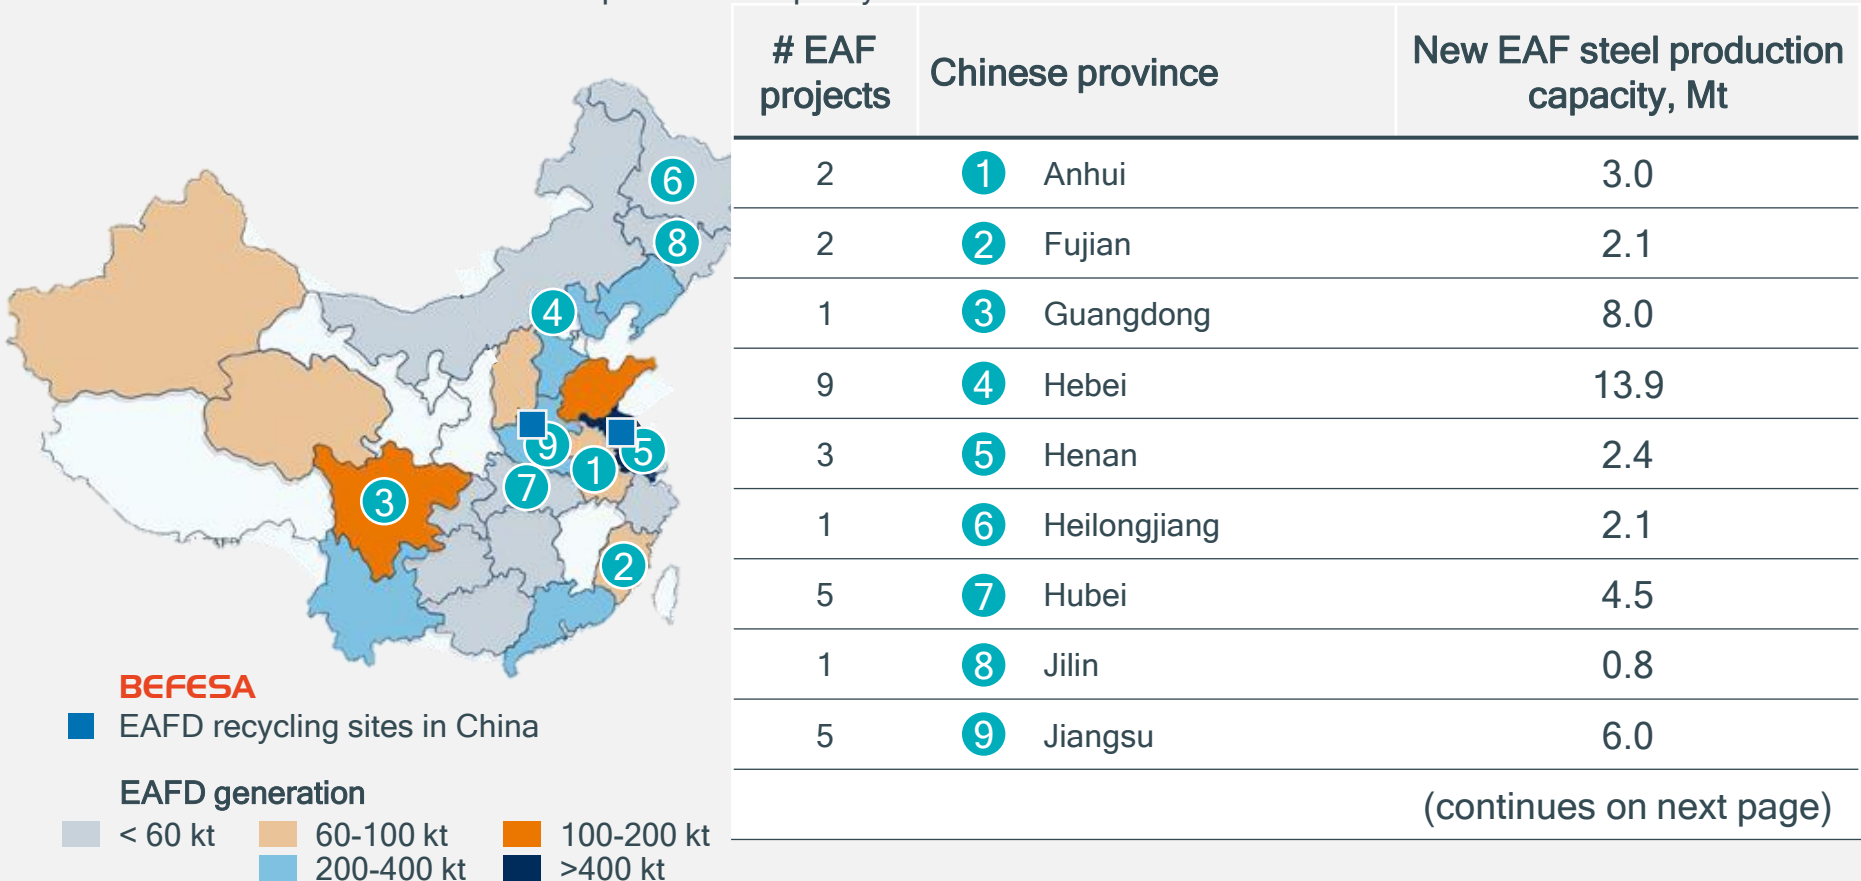 # EAF projects
Chinese province
New EAF steel production capacity, Mt
2 1 Anhui 3.0
2 2 Fujian 2.1
1 3 Guangdong 8.0
9 4 Hebei 13.9
3 5 Henan 2.4
1 6 Heilongjiang 2.1
5 7 Hubei 4.5
1 8 Jilin 0.8
5 9 Jiangsu 6.0
(continues on next page)
6
8
4
9
5
1
7
3
2
BEFESA
EAFD recycling sites in China
EAFD generation
< 60 kt
60-100 kt
100-200 kt
200-400 kt
>400 kt